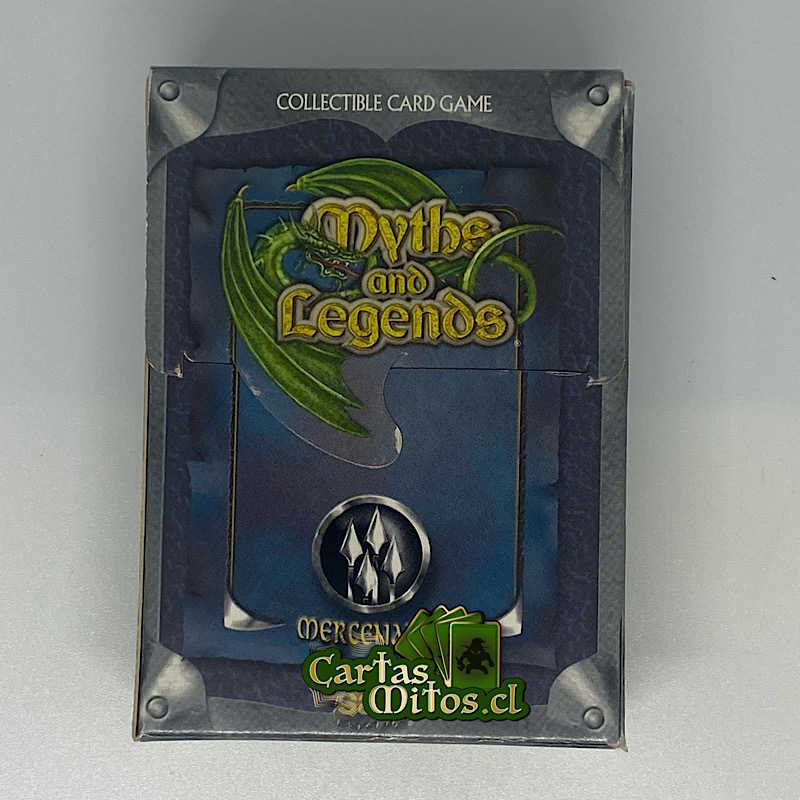 COLLECTIBLE CARD GAME
Myths
and
Legends
Cartas
Mitos.cl